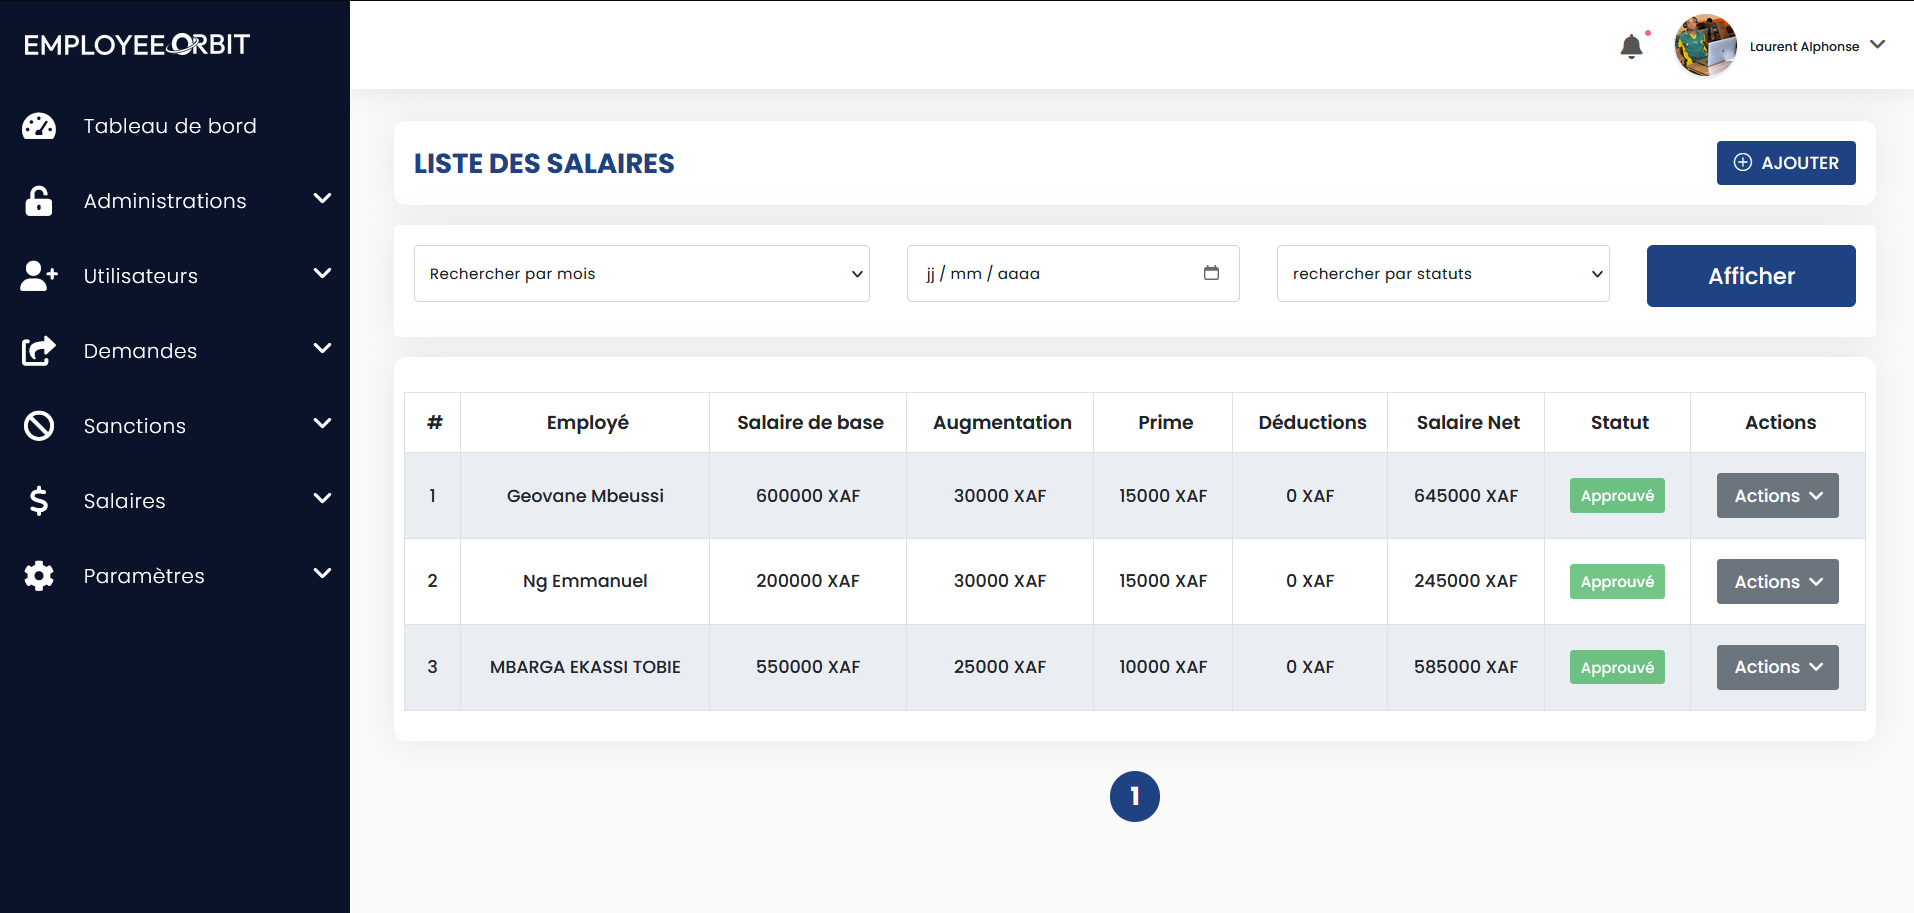 EMPLOYEE ORBIT
Laurent Alphonse
Tableau de bord
Administrations
Utilisateurs
Demandes
Sanctions
Salaires
Paramètres
LISTE DES SALAIRES
AJOUTER
Rechercher par mois
jj / mm / aaaa
rechercher par statuts
Afficher
# Employé Salaire de base Augmentation Prime Déductions Salaire Net Statut Actions
1 Geovane Mbeussi 600000 XAF 30000 XAF 15000 XAF 0 XAF 645000 XAF Approuvé Actions
2 Ng Emmanuel 200000 XAF 30000 XAF 15000 XAF 0 XAF 245000 XAF Approuvé Actions
3 MBARGA EKASSI TOBIE 550000 XAF 25000 XAF 10000 XAF 0 XAF 585000 XAF Approuvé Actions
1